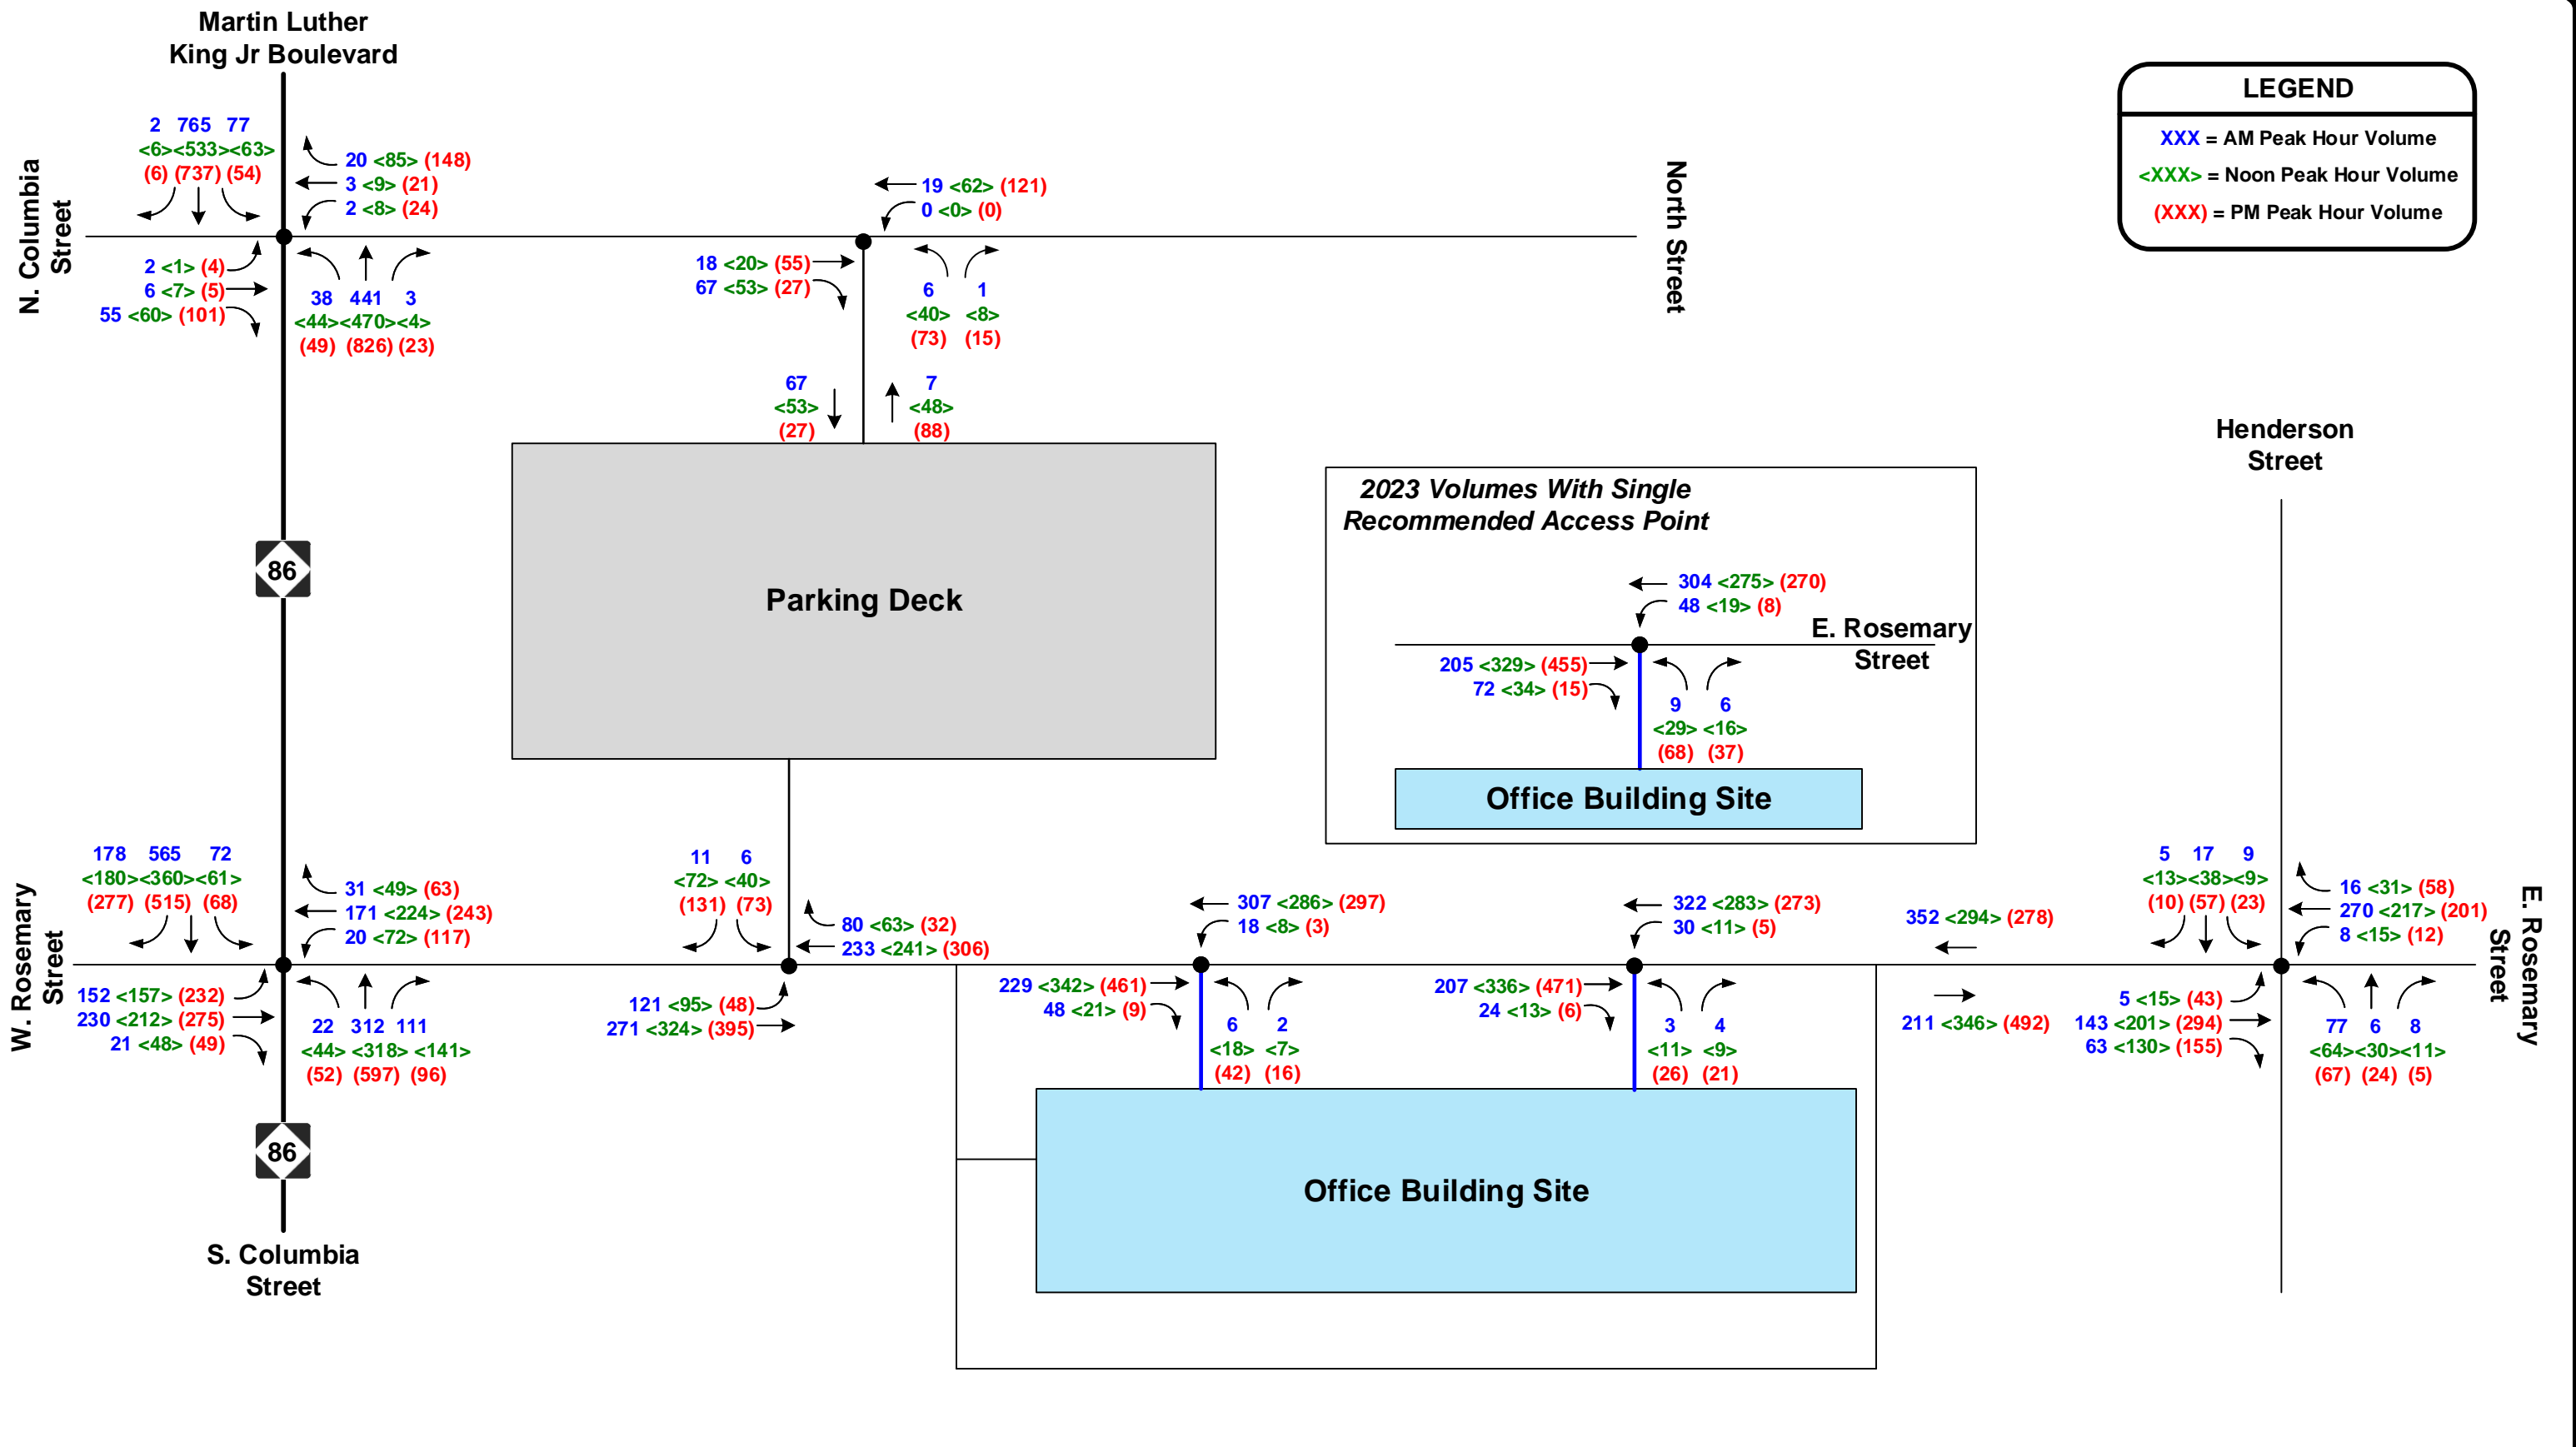 Martin Luther
King Jr Boulevard
LEGEND
XXX = AM Peak Hour Volume
<XXX> = Noon Peak Hour Volume
(XXX) = PM Peak Hour Volume
N. Columbia
Street
2 765 77
<6><533><63>
(6) (737) (54)
20 <85> (148)
3 <9> (21)
2 <8> (24)
2 <1> (4)
6 <7> (5)
55 <60> (101)
38 441 3
<44><470><4>
(49) (826) (23)
19 <62> (121)
0 <0> (0)
18 <20> (55)
67 <53> (27)
6 1
<40> <8>
(73) (15)
North Street
67
<53>
(27)
7
<48>
(88)
86
Parking Deck
2023 Volumes With Single
Recommended Access Point
304 <275> (270)
48 <19> (8)
E. Rosemary
Street
205 <329> (455)
72 <34> (15)
9 6
<29> <16>
(68) (37)
Office Building Site
Henderson
Street
W. Rosemary
Street
178 565 72
<180><360><61>
(277) (515) (68)
31 <49> (63)
171 <224> (243)
20 <72> (117)
152 <157> (232)
230 <212> (275)
21 <48> (49)
22 312 111
<44> <318> <141>
(52) (597) (96)
11 6
<72> <40>
(131) (73)
80 <63> (32)
233 <241> (306)
121 <95> (48)
271 <324> (395)
307 <286> (297)
18 <8> (3)
229 <342> (461)
48 <21> (9)
6 2
<18> <7>
(42) (16)
322 <283> (273)
30 <11> (5)
207 <336> (471)
24 <13> (6)
3 4
<11> <9>
(26) (21)
352 <294> (278)
211 <346> (492)
5 17 9
<13><38><9>
(10) (57) (23)
16 <31> (58)
270 <217> (201)
8 <15> (12)
5 <15> (43)
143 <201> (294)
63 <130> (155)
77 6 8
<64><30><11>
(67) (24) (5)
E. Rosemary
Street
86
Office Building Site
S. Columbia
Street